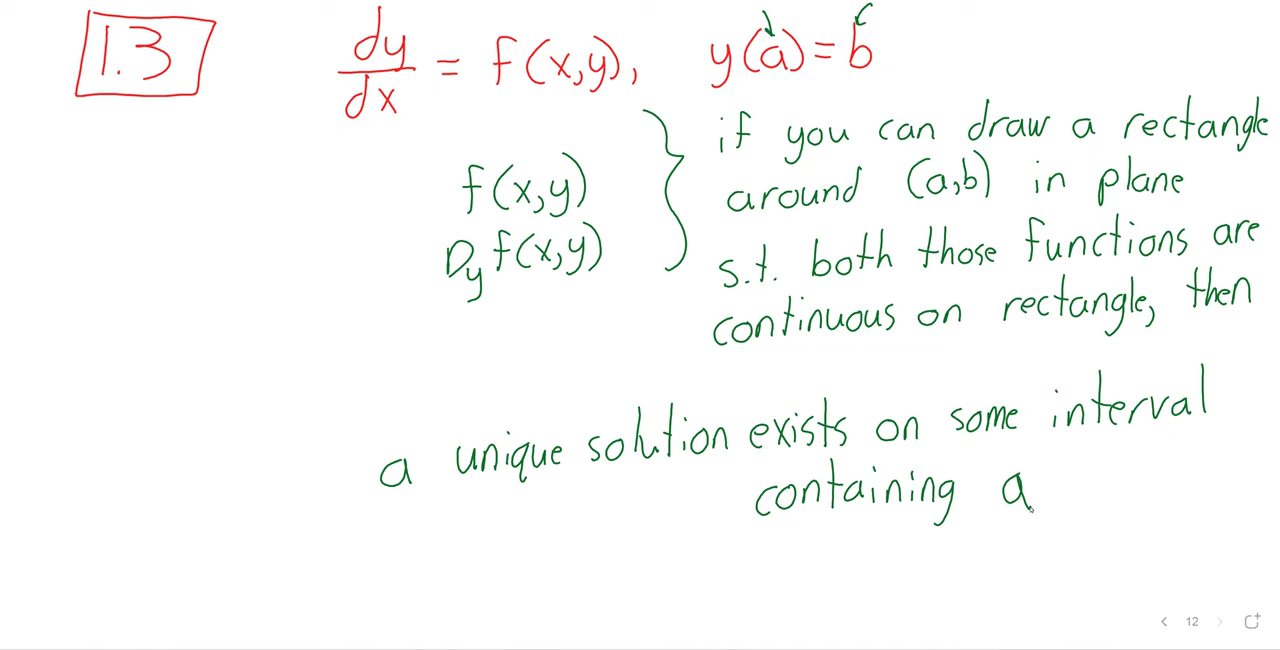 1.3
dy/dx = f(x,y), y(a)=b
if you can draw a rectangle
f(x,y)
around (a,b) in plane
D_y f(x,y)
s.t. both those functions are
continuous on rectangle, then
a unique solution exists on some interval
containing a
12